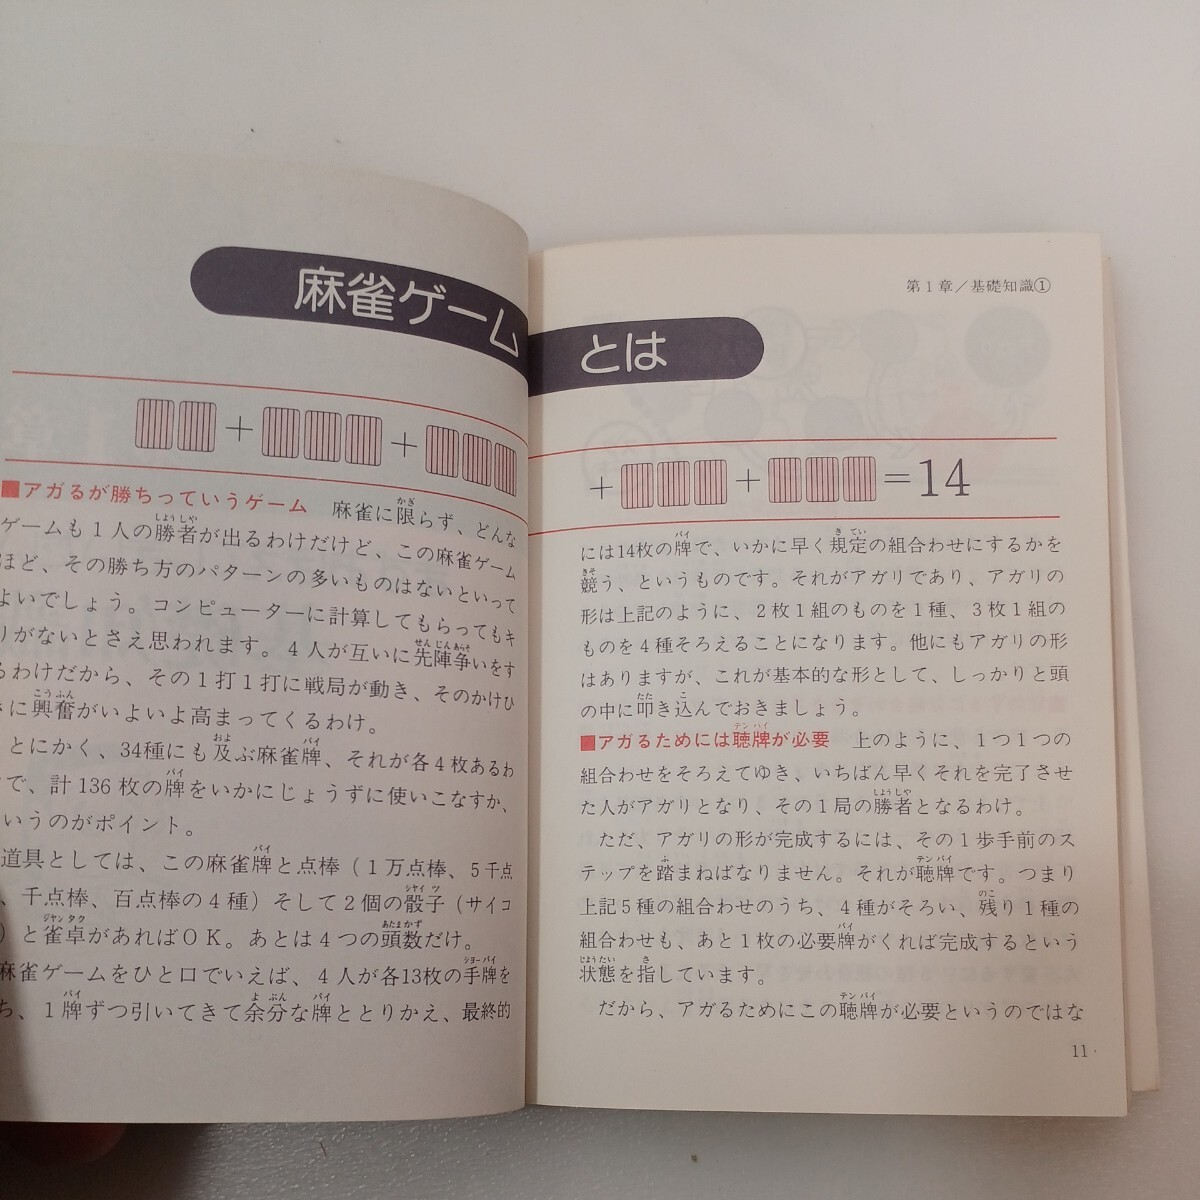 麻雀ゲーム
++
■アガるが勝ちっていうゲーム 麻雀に限らず、どんな
ゲームも1人の勝者が出るわけだけど、この麻雀ゲーム
ほど、その勝ち方のパターンの多いものはないといって
よいでしょう。コンピューターに計算してもらってもキ
りがないとさえ思われます。4人が互いに先陣争いをす
るわけだから、その1打1打に戦局が動き、そのかけひ
きに興奮がいよいよ高まってくるわけ。
とにかく、34種にも及ぶ麻雀牌、それが各4枚あるわ
で、計136枚の牌をいかにじょうずに使いこなすか、
いうのがポイント。
道具としては、この麻雀牌と点棒（1万点棒、5千点
、千点棒、百点棒の4種）そして2個の骰子（サイコ
）と雀卓があればOK。あとは4つの頭数だけ。
麻雀ゲームをひと口でいえば、4人が各13枚の手牌を
ち、1牌ずつ引いてきて余分な牌ととりかえ、最終的
第1章／基礎知識①
とは
++=14
には14枚の牌で、いかに早く規定の組合わせにするかを
競う、というものです。それがアガリであり、アガリの
形は上記のように、2枚1組のものを1種、3枚1組の
ものを4種そろえることになります。他にもアガリの形
はありますが、これが基本的な形として、しっかりと頭
の中に叩き込んでおきましょう。
■アガるためには聴牌が必要 上のように、1つ1つの
組合わせをそろえてゆき、いちばん早くそれを完了させ
た人がアガリとなり、その1局の勝者となるわけ。
ただ、アガリの形が完成するには、その1歩手前のス
テップを踏まねばなりません。それが聴牌です。つまり
上記5種の組合わせのうち、4種がそろい、残り1種の
組合わせも、あと1枚の必要牌がくれば完成するという
状態を指しています。
だから、アガるためにこの聴牌が必要というのではな
11